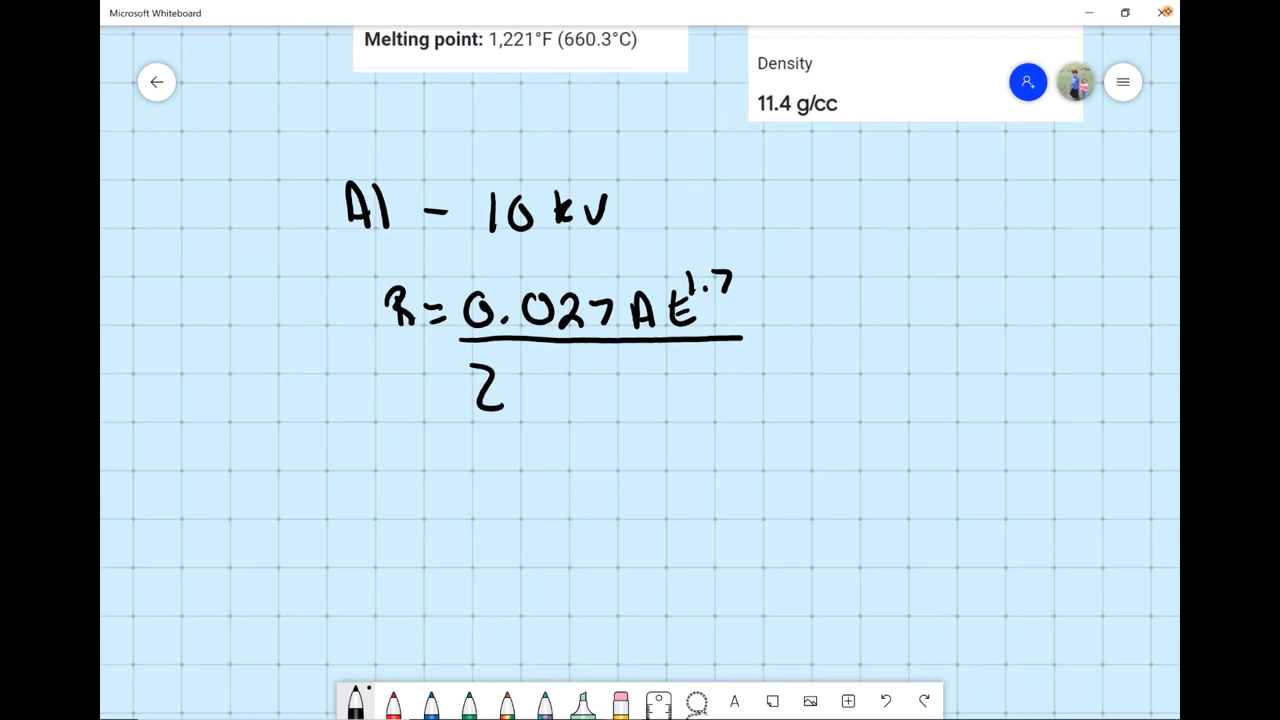 Microsoft Whiteboard
Melting point: 1,221°F (660.3°C)
Density
11.4 g/cc
Al - 10 kV
R = 0.027 A E^1.7
Z
A